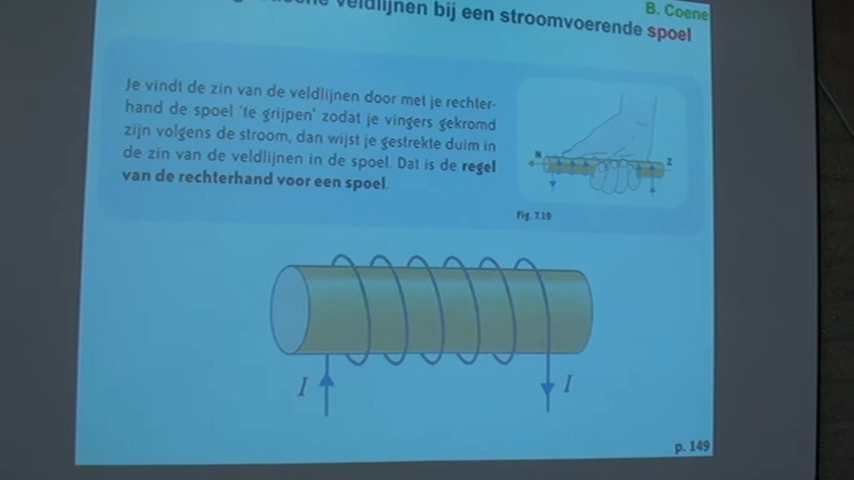 veldlijnen bij een stroomvoerende spoel
B. Coene
Je vindt de zin van de veldlijnen door met je rechter-
hand de spoel 'te grijpen' zodat je vingers gekromd
zijn volgens de stroom, dan wijst je gestrekte duim in
de zin van de veldlijnen in de spoel. Dat is de regel
van de rechterhand voor een spoel.
N
Z
Fig. 7.19
I
I
p. 149